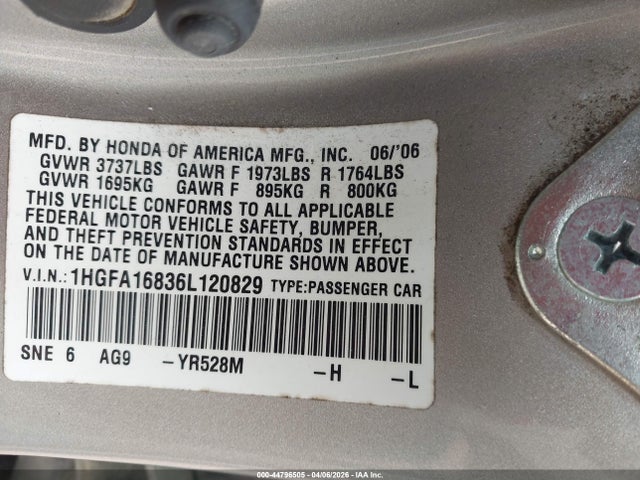 MFD. BY HONDA OF AMERICA MFG., INC. 06/'06
GVWR 3737LBS GAWR F 1973LBS R 1764LBS
GVWR 1695KG GAWR F 895KG R 800KG
THIS VEHICLE CONFORMS TO ALL APPLICABLE
FEDERAL MOTOR VEHICLE SAFETY, BUMPER,
AND THEFT PREVENTION STANDARDS IN EFFECT
ON THE DATE OF MANUFACTURE SHOWN ABOVE.
V.I.N.: 1HGFA16836L120829 TYPE:PASSENGER CAR
SNE 6 AG9 -YR528M -H -L
000-44796505 - 04/06/2026 - IAA Inc.